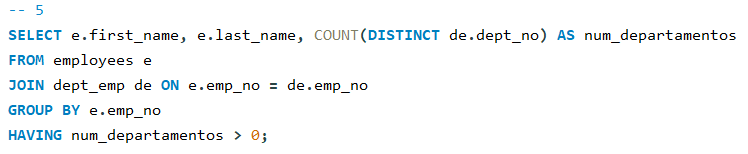 -- 5
SELECT e.first_name, e.last_name, COUNT(DISTINCT de.dept_no) AS num_departamentos
FROM employees e
JOIN dept_emp de ON e.emp_no = de.emp_no
GROUP BY e.emp_no
HAVING num_departamentos > 0;